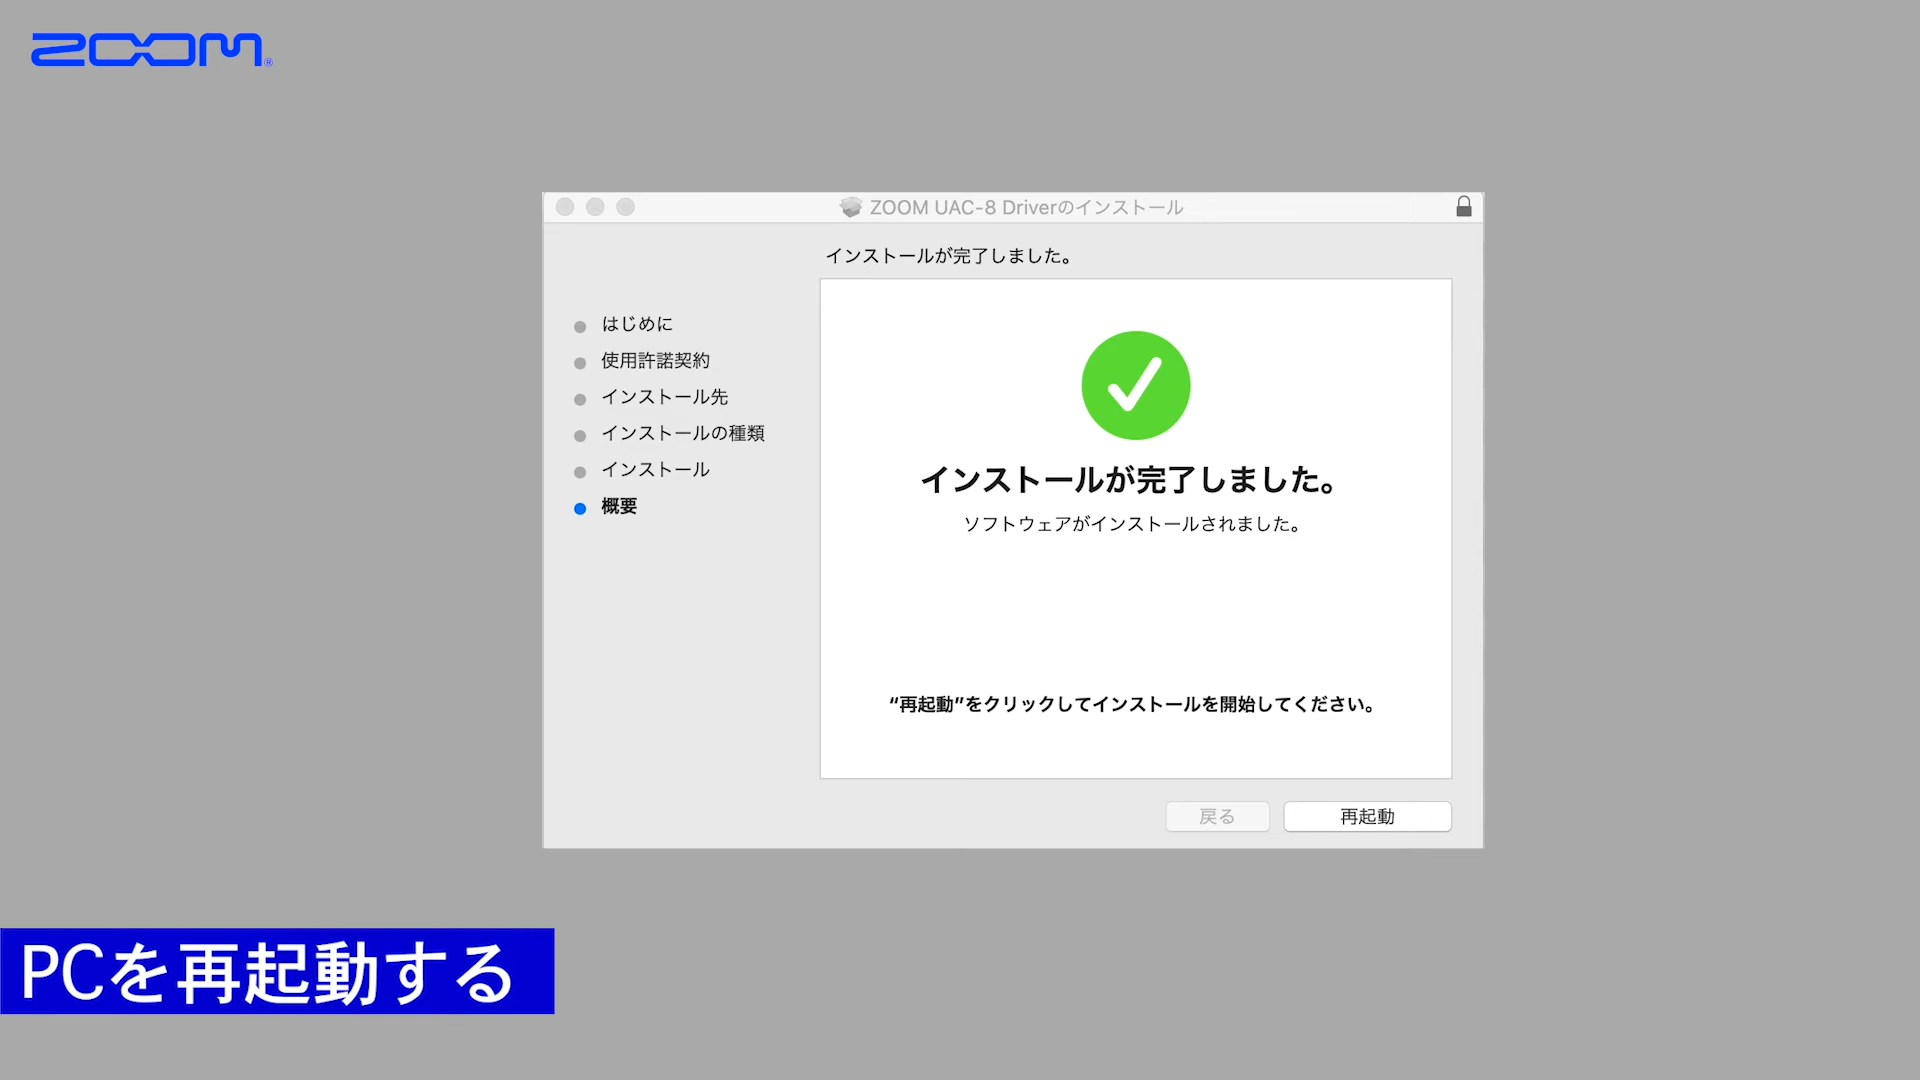 ZOOM®
ZOOM UAC-8 Driverのインストール
インストールが完了しました。
はじめに
使用許諾契約
インストール先
インストールの種類
インストール
概要
インストールが完了しました。
ソフトウェアがインストールされました。
“再起動”をクリックしてインストールを開始してください。
戻る
再起動
PCを再起動する